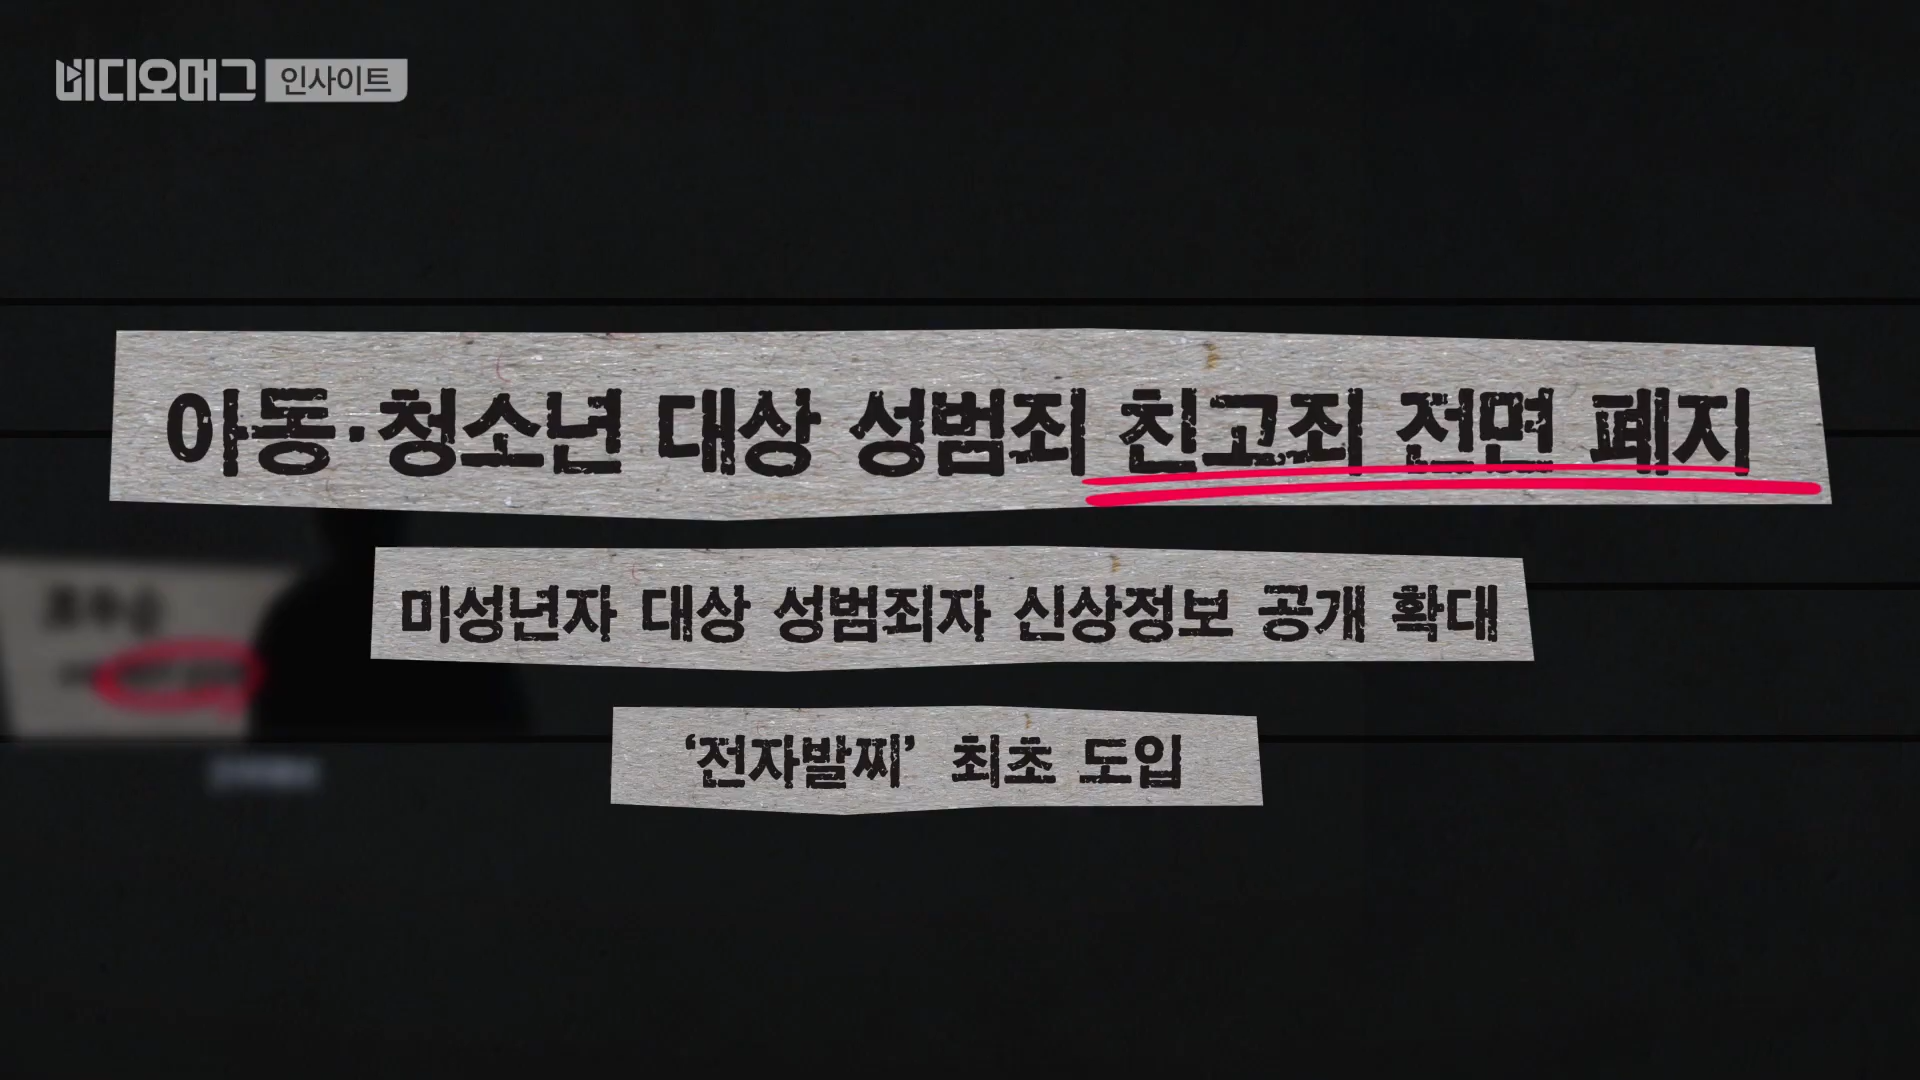 비디오머그 인사이트
아동·청소년 대상 성범죄 친고죄 전면 폐지
미성년자 대상 성범죄자 신상정보 공개 확대
‘전자발찌’ 최초 도입